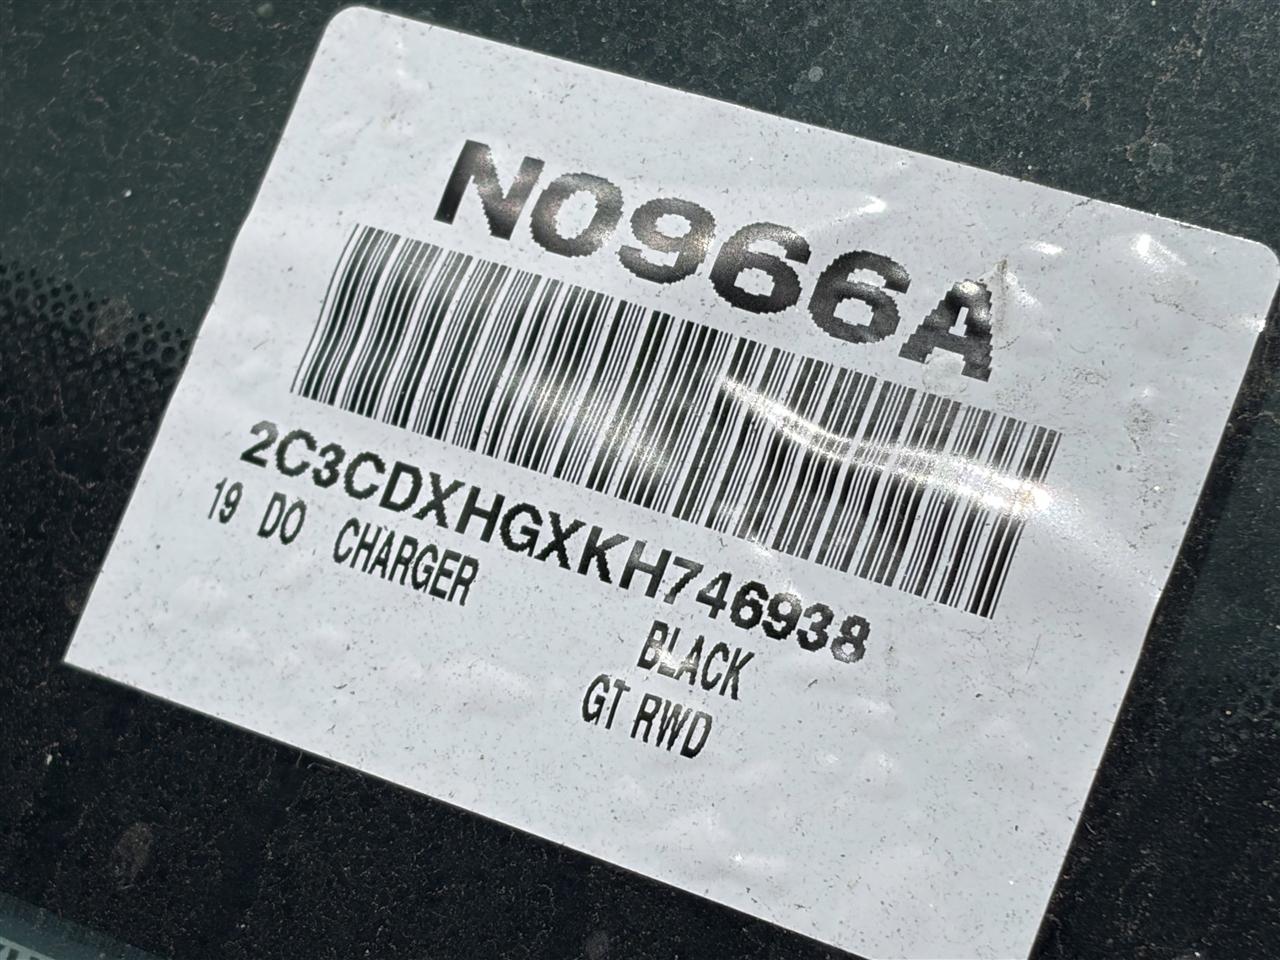 N0966A
2C3CDXHGXKH746938
19 DO CHARGER
BLACK
GT RWD